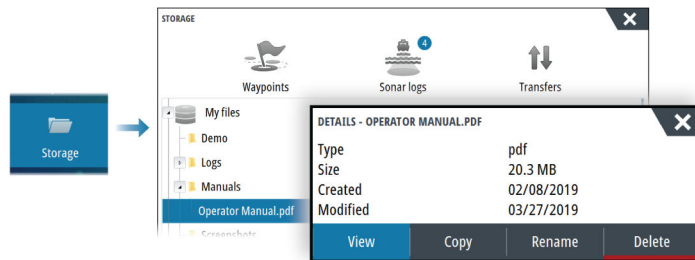 Storage
STORAGE
4
Waypoints
Sonar logs
Transfers
My files
Demo
Logs
Manuals
Operator Manual.pdf
Screenshots
DETAILS - OPERATOR MANUAL.PDF
Type pdf
Size 20.3 MB
Created 02/08/2019
Modified 03/27/2019
View Copy Rename Delete